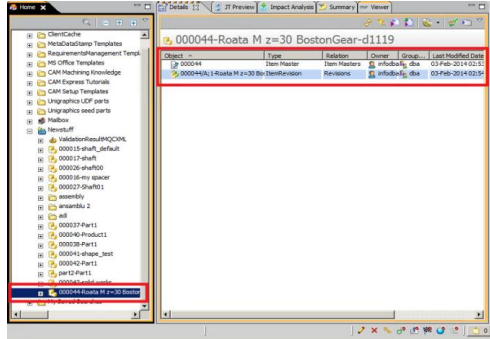 Home
Details
JT Preview
Impact Analysis
Summary
Viewer
ClientCache
MetaDataStamp Templates
RequirementsManagement Templ
MS Office Templates
CAM Machining Knowledge
CAM Express Tutorials
CAM Setup Templates
Unigraphics UDF parts
Unigraphics seed parts
Mailbox
Newstuff
ValidationResultMQCXML
000015-shaft_default
000017-shaft
000026-shaft00
000016-my spacer
000027-Shaft01
assembly
ansamblu 2
adi
000037-Part1
000040-Product1
000038-Part1
000041-shape_test
000042-Part1
part2-Part1
000044-Roata M z=30 Boston
000044-Roata M z=30 BostonGear-d1119
Object Type Relation Owner Group... Last Modified Date
000044 Item Master Item Masters infodba dba 03-Feb-2014 02:53
000044/A;1-Roata M z=30 Bo ItemRevision Revisions infodba dba 03-Feb-2014 02:54
0